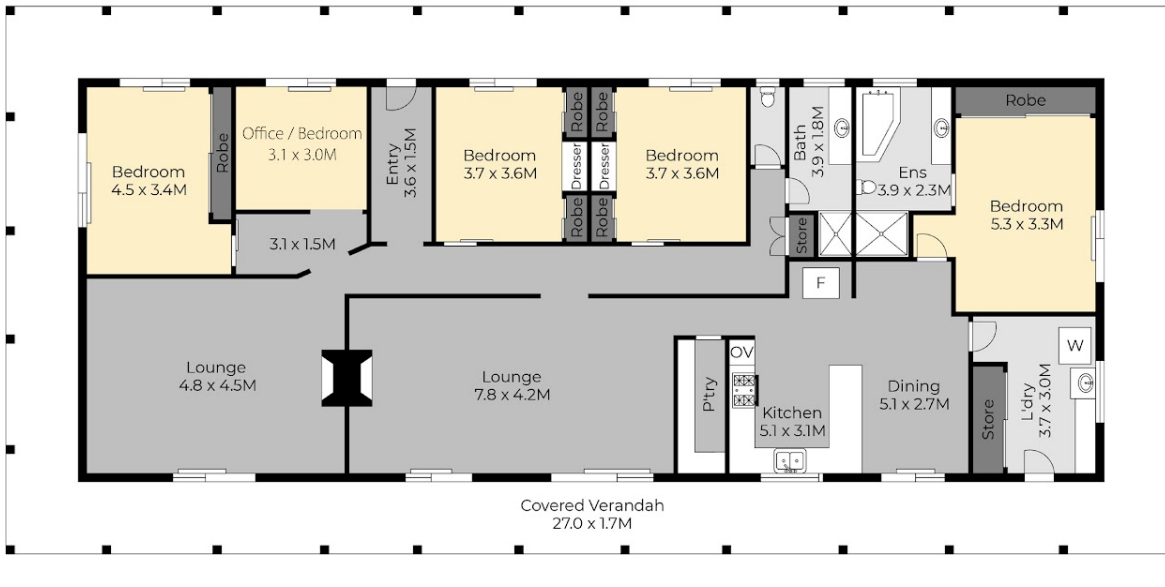 Bedroom
4.5 x 3.4M
Robe
Office / Bedroom
3.1 x 3.0M
3.1 x 1.5M
Entry
3.6 x 1.5M
Bedroom
3.7 x 3.6M
Robe
Dresser
Robe
Robe
Dresser
Robe
Bedroom
3.7 x 3.6M
Bath
3.9 x 1.8M
Store
Ens
3.9 x 2.3M
Robe
Bedroom
5.3 x 3.3M
F
Lounge
4.8 x 4.5M
Lounge
7.8 x 4.2M
P'try
OV
Kitchen
5.1 x 3.1M
Dining
5.1 x 2.7M
Store
L'dry
3.7 x 3.0M
W
Covered Verandah
27.0 x 1.7M